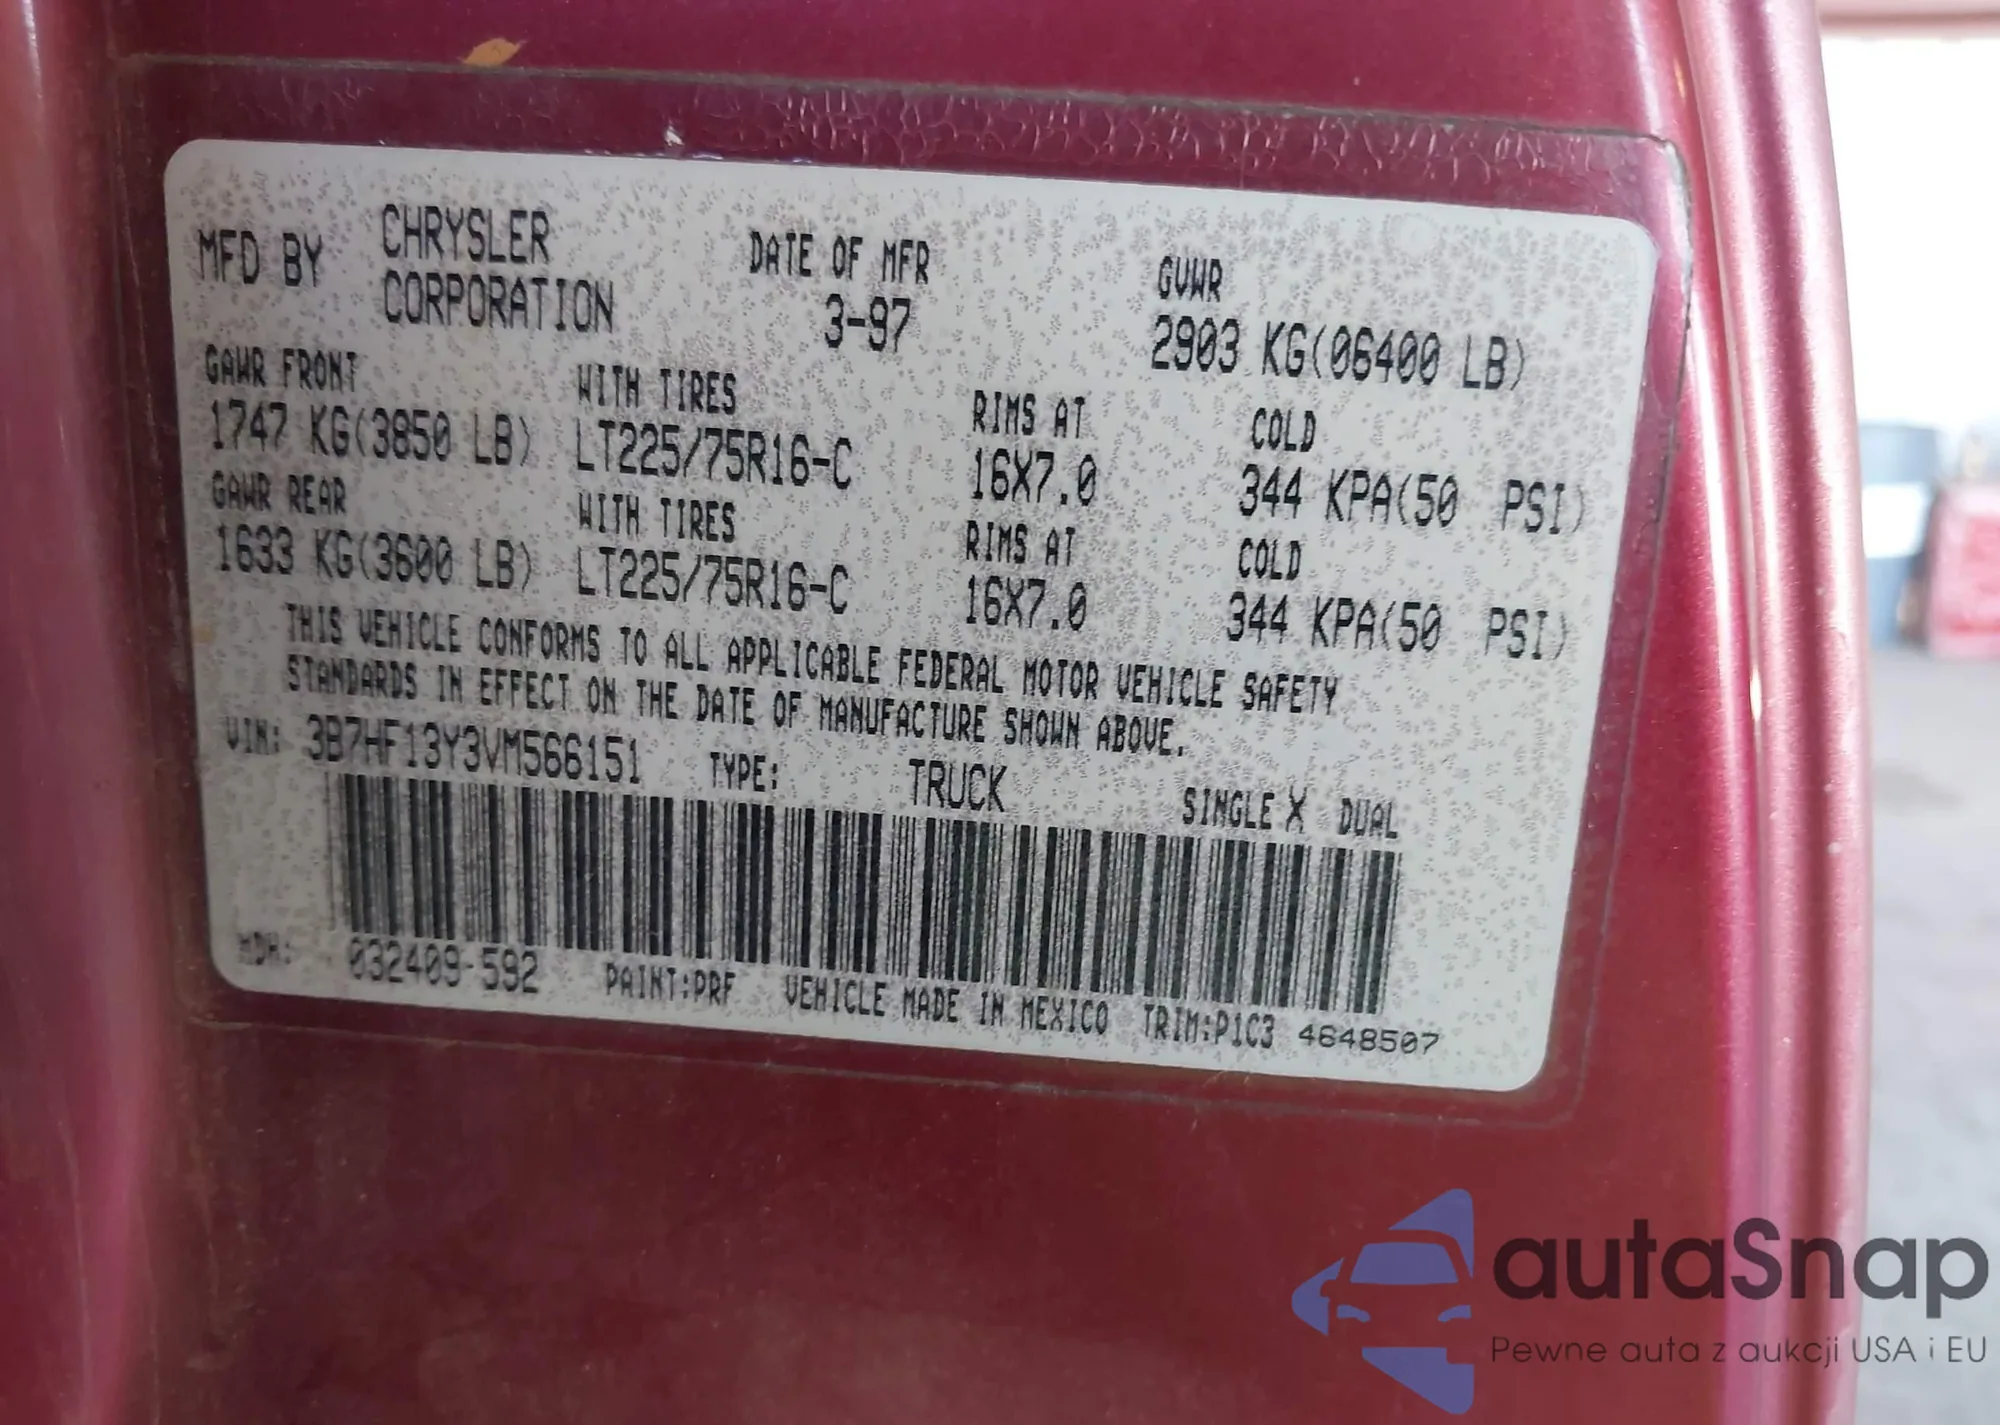 MFD BY CHRYSLER CORPORATION
DATE OF MFR 3-97
GVWR 2903 KG(06400 LB)
GAWR FRONT WITH TIRES RIMS AT COLD
1747 KG(3850 LB) LT225/75R16-C 16X7.0 344 KPA(50 PSI)
GAWR REAR WITH TIRES RIMS AT COLD
1633 KG(3600 LB) LT225/75R16-C 16X7.0 344 KPA(50 PSI)
THIS VEHICLE CONFORMS TO ALL APPLICABLE FEDERAL MOTOR VEHICLE SAFETY
STANDARDS IN EFFECT ON THE DATE OF MANUFACTURE SHOWN ABOVE.
VIN: 3B7HF13Y3VM566151 TYPE: TRUCK SINGLE X DUAL
MDH: 032409-592 PAINT:PRF VEHICLE MADE IN MEXICO TRIM:P1C3 4648507
autaSnap
Pewne auta z aukcji USA i EU